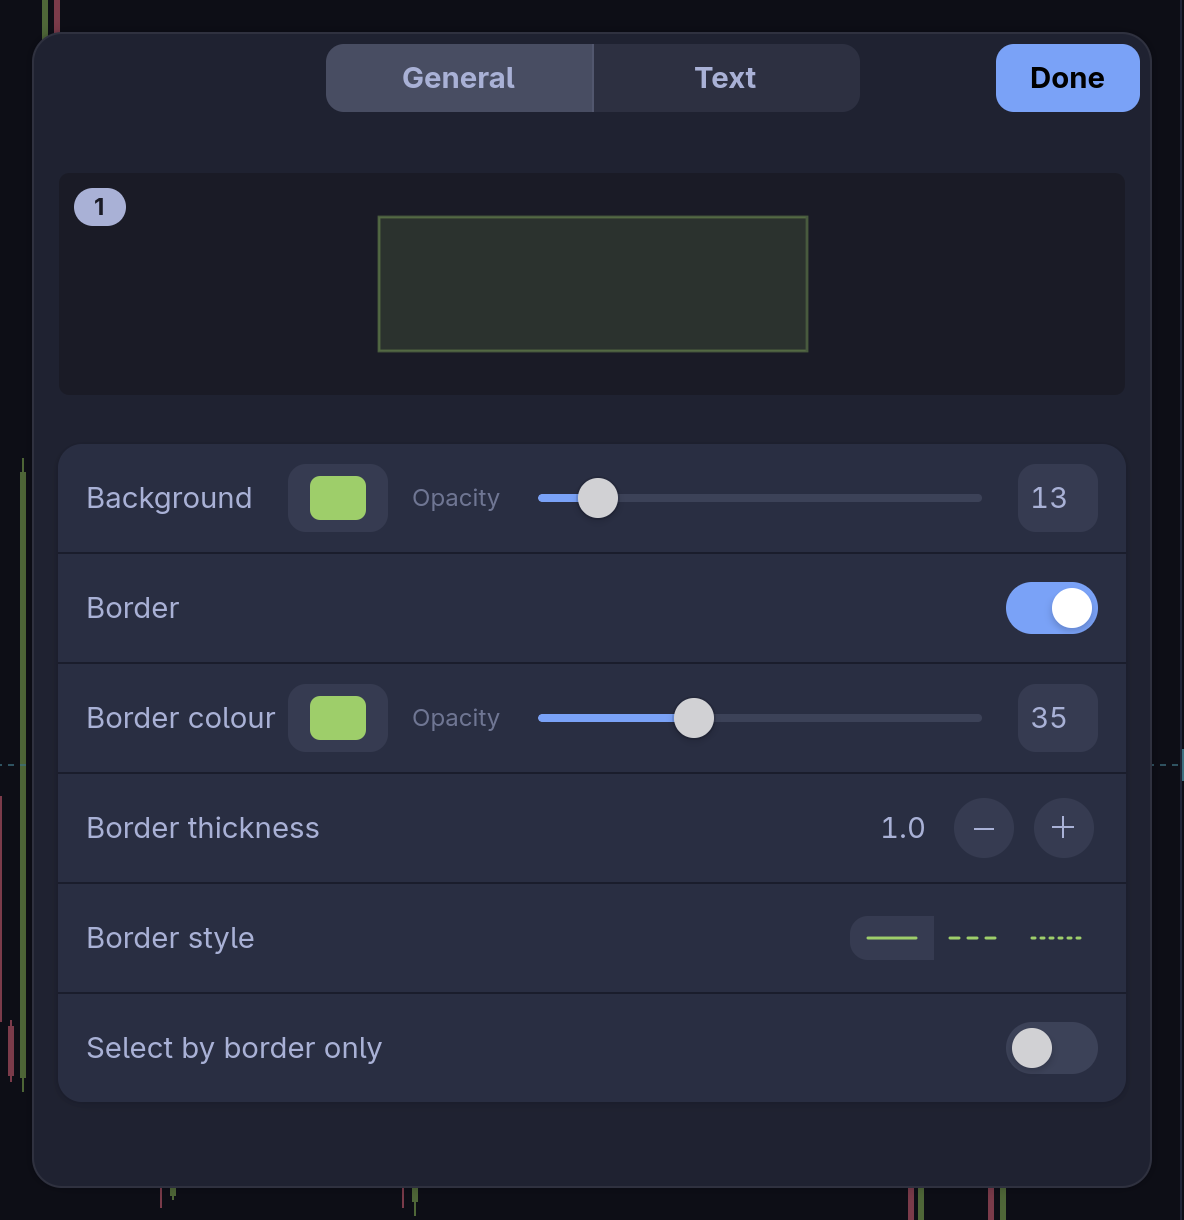 General Text Done
1
Background Opacity 13
Border
Border colour Opacity 35
Border thickness 1.0 – +
Border style
Select by border only